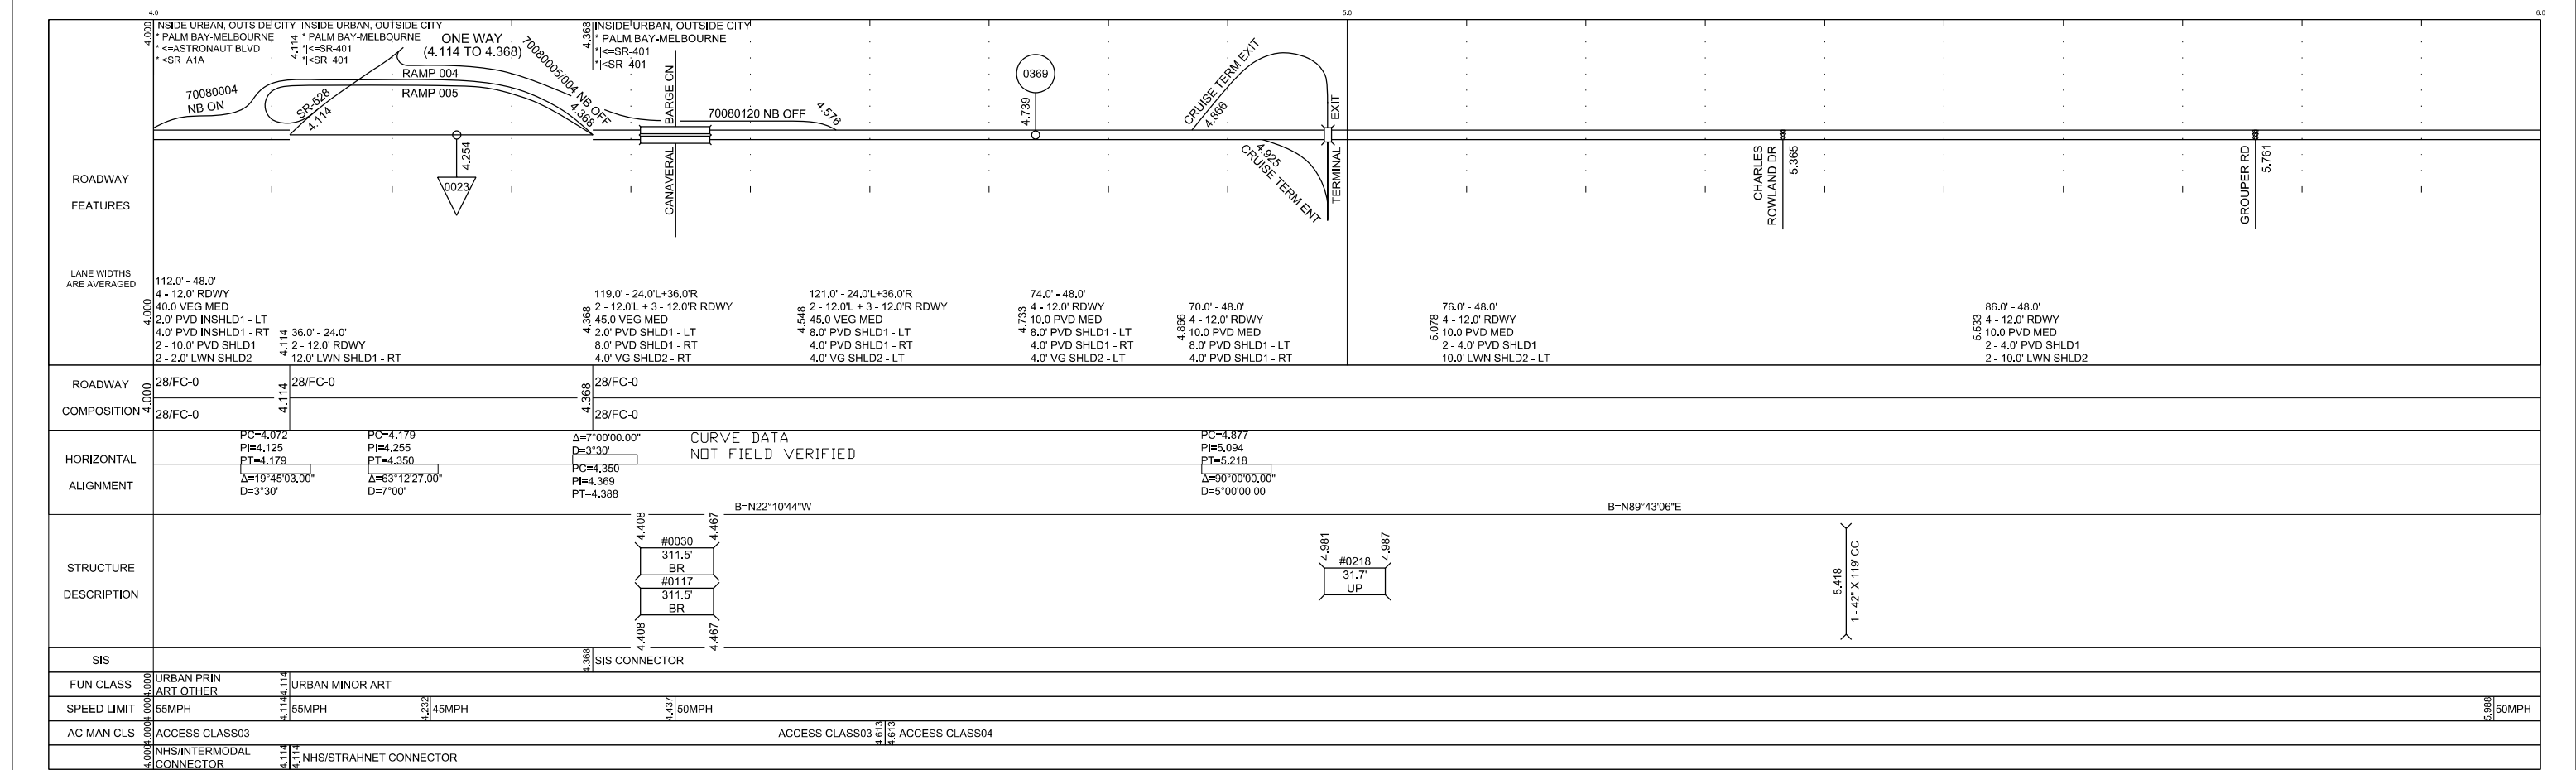 4.0
5.0
6.0
4.000
INSIDE URBAN, OUTSIDE CITY
* PALM BAY-MELBOURNE
*|<=ASTRONAUT BLVD
*|<SR A1A
4.114
INSIDE URBAN, OUTSIDE CITY
* PALM BAY-MELBOURNE
*|<=SR-401
*|<SR 401
ONE WAY
(4.114 TO 4.368)
4.368
INSIDE URBAN, OUTSIDE CITY
* PALM BAY-MELBOURNE
*|<=SR-401
*|<SR 401
70080004
NB ON
SR-528
4.114
RAMP 004
RAMP 005
70080005/004 NB OFF
4.368
4.254
0023
BARGE CN
CANAVERAL
70080120 NB OFF
4.576
0369
4.739
CRUISE TERM EXIT
4.866
4.925
CRUISE TERM ENT
EXIT
TERMINAL
CHARLES
ROWLAND DR
5.365
GROUPER RD
5.761
ROADWAY
FEATURES
LANE WIDTHS
ARE AVERAGED
4.000
112.0' - 48.0'
4 - 12.0' RDWY
40.0 VEG MED
2.0' PVD INSHLD1 - LT
4.0' PVD INSHLD1 - RT
2 - 10.0' PVD SHLD1
2 - 2.0' LWN SHLD2
4.114
36.0' - 24.0'
2 - 12.0' RDWY
12.0' LWN SHLD1 - RT
4.368
119.0' - 24.0'L+36.0'R
2 - 12.0'L + 3 - 12.0'R RDWY
45.0 VEG MED
2.0' PVD SHLD1 - LT
8.0' PVD SHLD1 - RT
4.0' VG SHLD2 - RT
4.548
121.0' - 24.0'L+36.0'R
2 - 12.0'L + 3 - 12.0'R RDWY
45.0 VEG MED
8.0' PVD SHLD1 - LT
4.0' PVD SHLD1 - RT
4.0' VG SHLD2 - LT
4.733
74.0' - 48.0'
4 - 12.0' RDWY
10.0 PVD MED
8.0' PVD SHLD1 - LT
4.0' PVD SHLD1 - RT
4.0' VG SHLD2 - LT
4.866
70.0' - 48.0'
4 - 12.0' RDWY
10.0 PVD MED
8.0' PVD SHLD1 - LT
4.0' PVD SHLD1 - RT
5.078
76.0' - 48.0'
4 - 12.0' RDWY
10.0 PVD MED
2 - 4.0' PVD SHLD1
10.0' LWN SHLD2 - LT
5.533
86.0' - 48.0'
4 - 12.0' RDWY
10.0 PVD MED
2 - 4.0' PVD SHLD1
2 - 10.0' LWN SHLD2
ROADWAY
COMPOSITION
4.000
28/FC-0
28/FC-0
4.114
28/FC-0
4.368
28/FC-0
28/FC-0
HORIZONTAL
ALIGNMENT
PC=4.072
PI=4.125
PT=4.179
Δ=19°45'03.00"
D=3°30'
PC=4.179
PI=4.255
PT=4.350
Δ=63°12'27.00"
D=7°00'
Δ=7°00'00.00"
D=3°30'
PC=4.350
PI=4.369
PT=4.388
CURVE DATA
NOT FIELD VERIFIED
PC=4.877
PI=5.094
PT=5.218
Δ=90°00'00.00"
D=5°00'00 00
B=N22°10'44"W
B=N89°43'06"E
STRUCTURE
DESCRIPTION
4.408
4.467
#0030
311.5'
BR
#0117
311.5'
BR
4.408
4.467
4.981
4.987
#0218
31.7'
UP
5.418
1 - 42" X 119' CC
SIS
4.368
SIS CONNECTOR
FUN CLASS
4.000
URBAN PRIN
ART OTHER
4.114
URBAN MINOR ART
SPEED LIMIT
4.000
55MPH
4.114
55MPH
4.232
45MPH
4.437
50MPH
5.988
50MPH
AC MAN CLS
4.000
ACCESS CLASS03
ACCESS CLASS03
4.613
4.613
ACCESS CLASS04
4.000
NHS/INTERMODAL
CONNECTOR
4.114
4.114
NHS/STRAHNET CONNECTOR